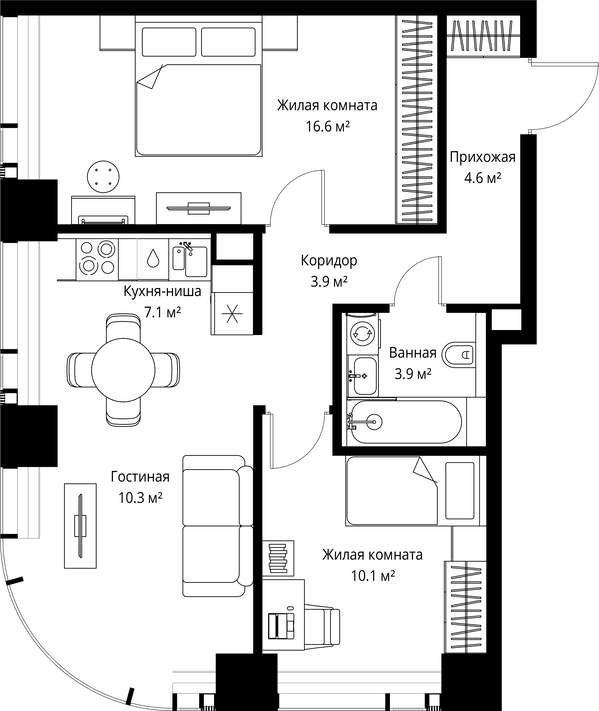 Жилая комната
16.6 м²
Прихожая
4.6 м²
Коридор
3.9 м²
Кухня-ниша
7.1 м²
Ванная
3.9 м²
Гостиная
10.3 м²
Жилая комната
10.1 м²